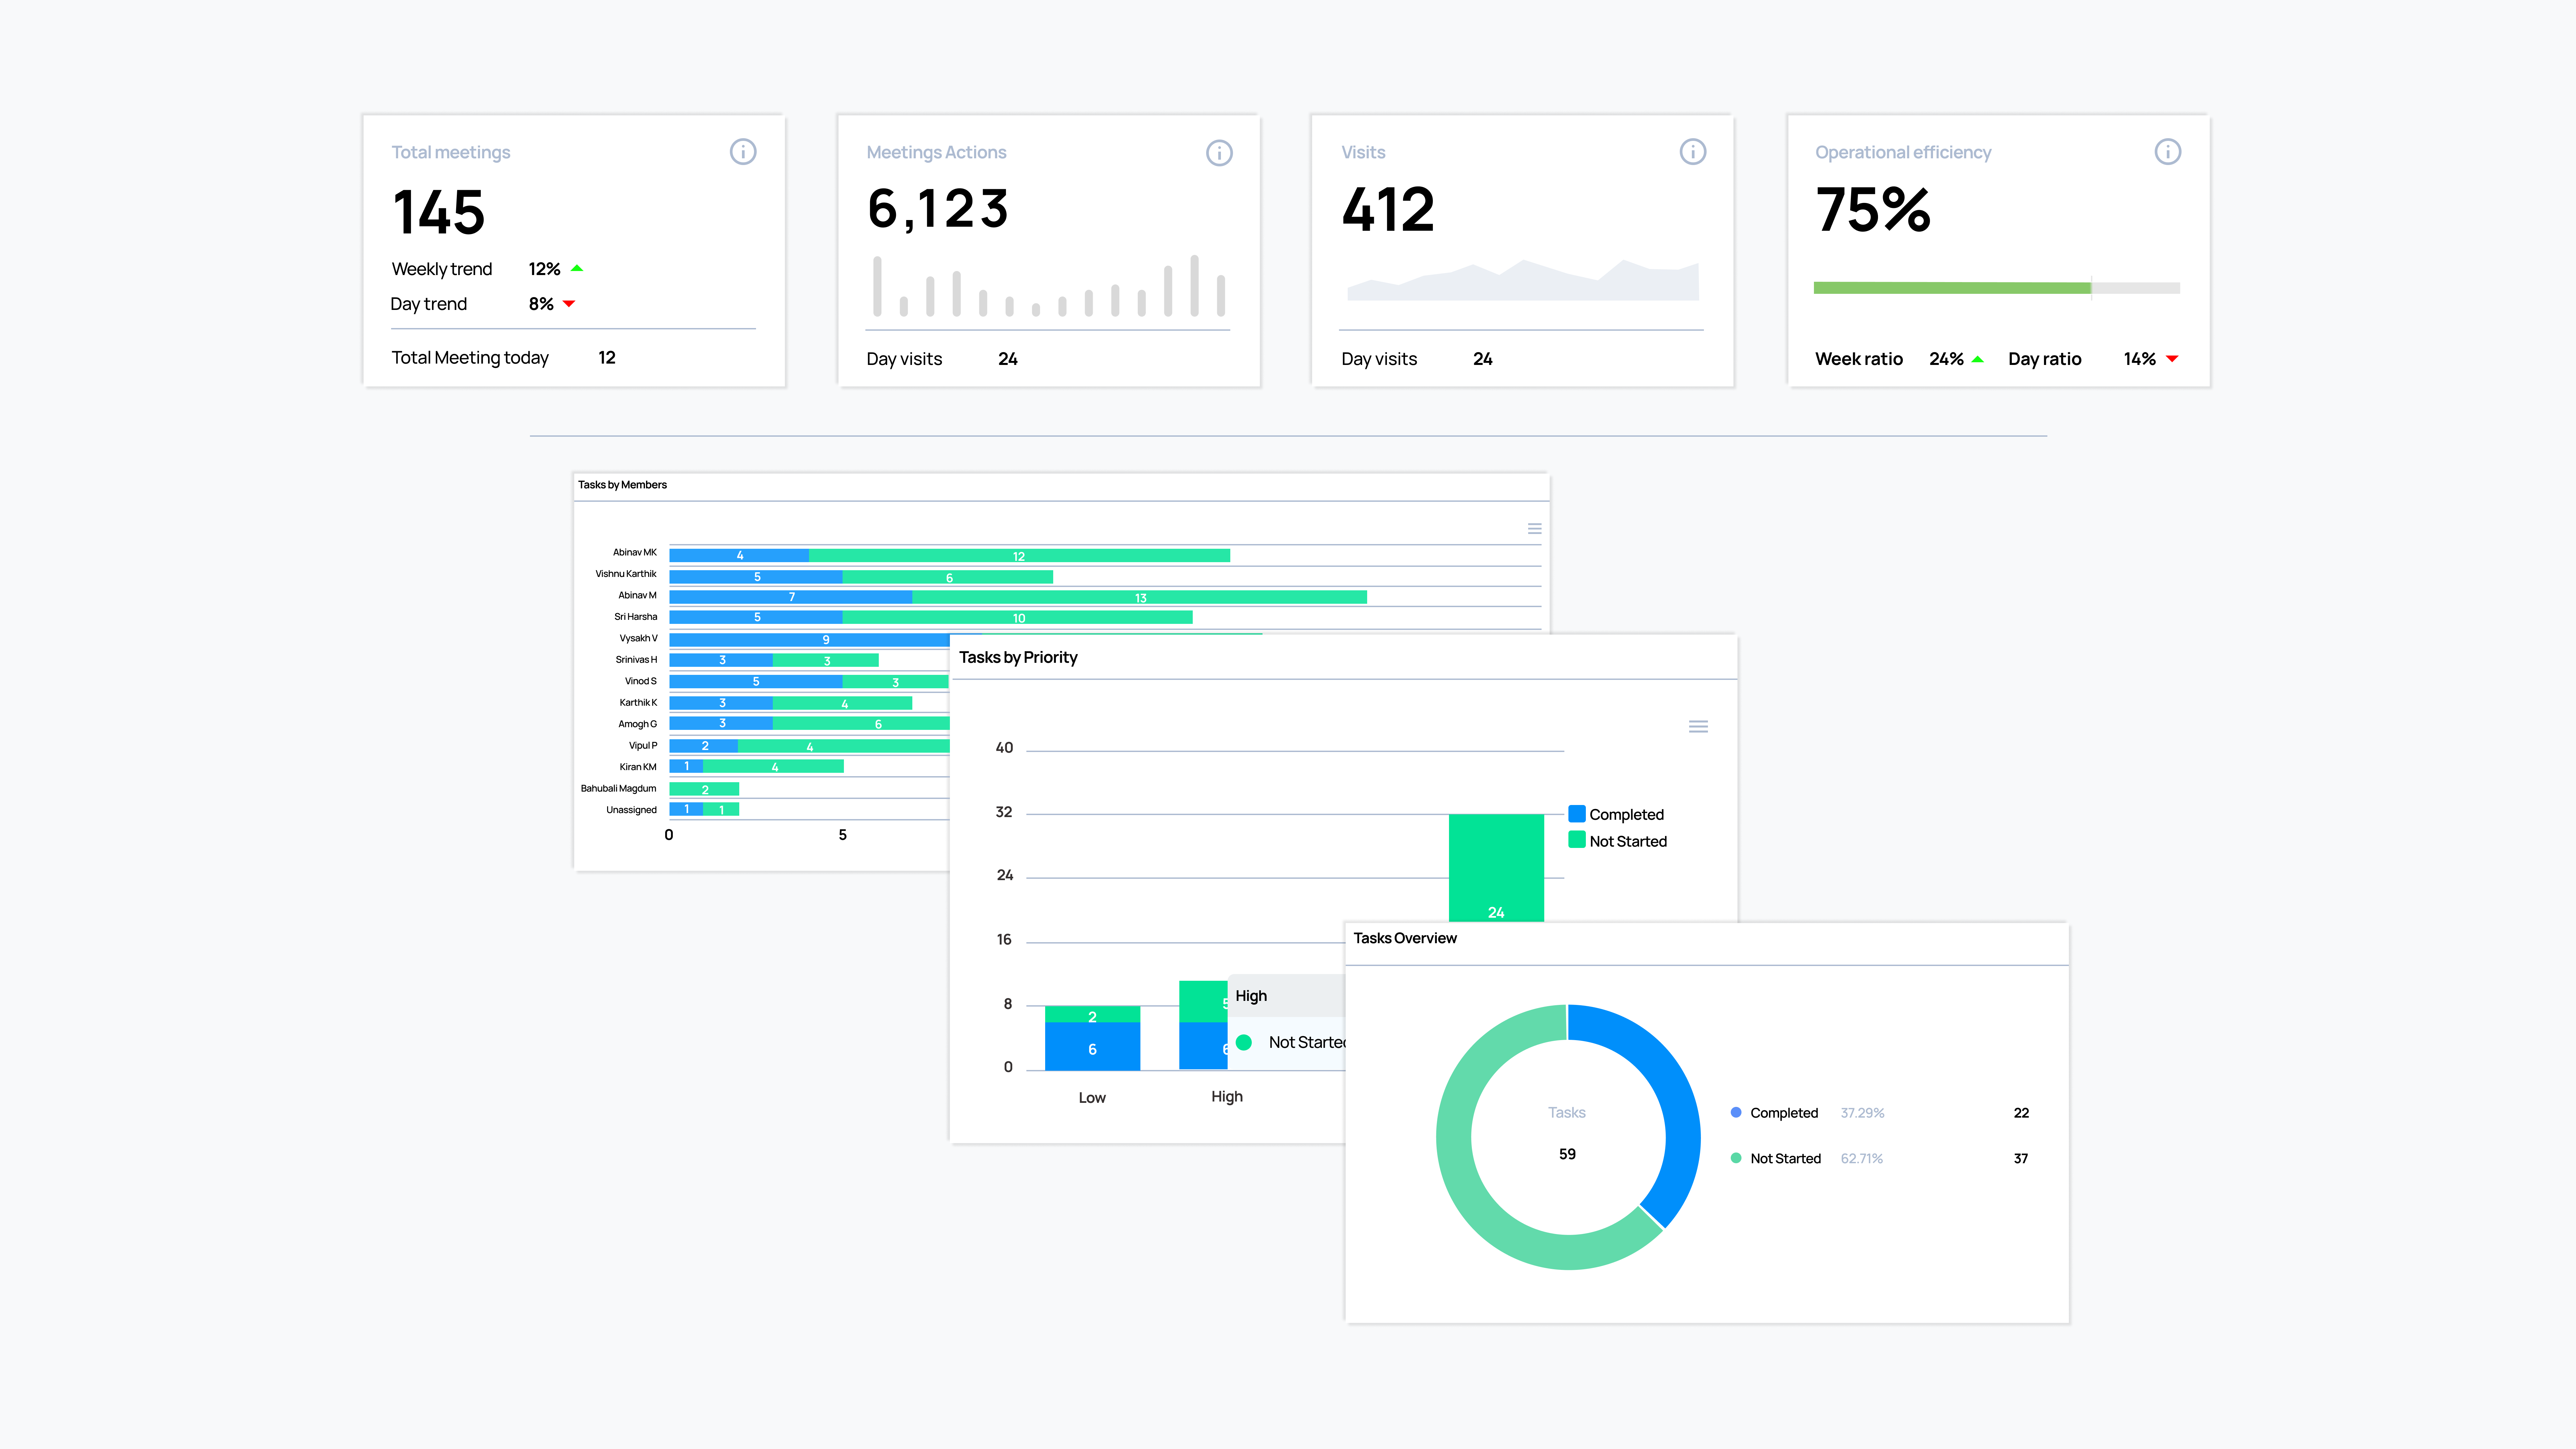 Total meetings
145
Weekly trend 12%
Day trend 8%
Total Meeting today 12
Meetings Actions
6,123
Day visits 24
Visits
412
Day visits 24
Operational efficiency
75%
Week ratio 24% Day ratio 14%
Tasks by Members
Abinav MK 4 12
Vishnu Karthik 5 6
Abinav M 7 13
Sri Harsha 5 10
Vysakh V 9
Srinivas H 3 3
Vinod S 5 3
Karthik K 3 4
Amogh G 3 6
Vipul P 2 4
Kiran KM 1 4
Bahubali Magdum 2
Unassigned 1 1
0 5
Tasks by Priority
40
32
24
16
8
0
24
2
6
5
6
Low High
Completed
Not Started
High
Not Started
Tasks Overview
Tasks
59
Completed 37.29% 22
Not Started 62.71% 37